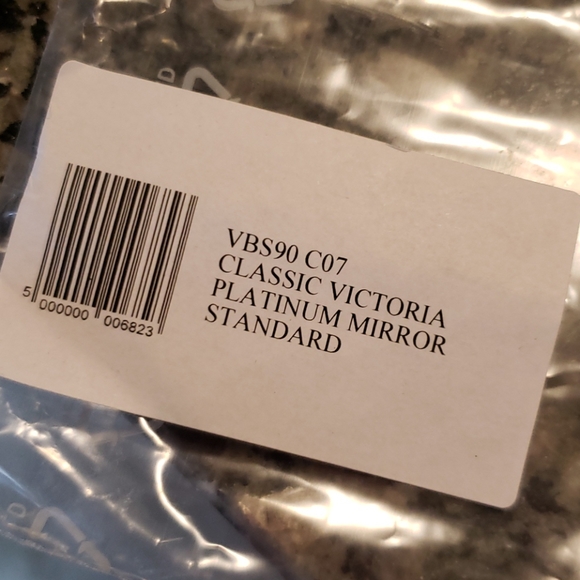 VBS90 C07
CLASSIC VICTORIA
PLATINUM MIRROR
STANDARD
5 000000 006823